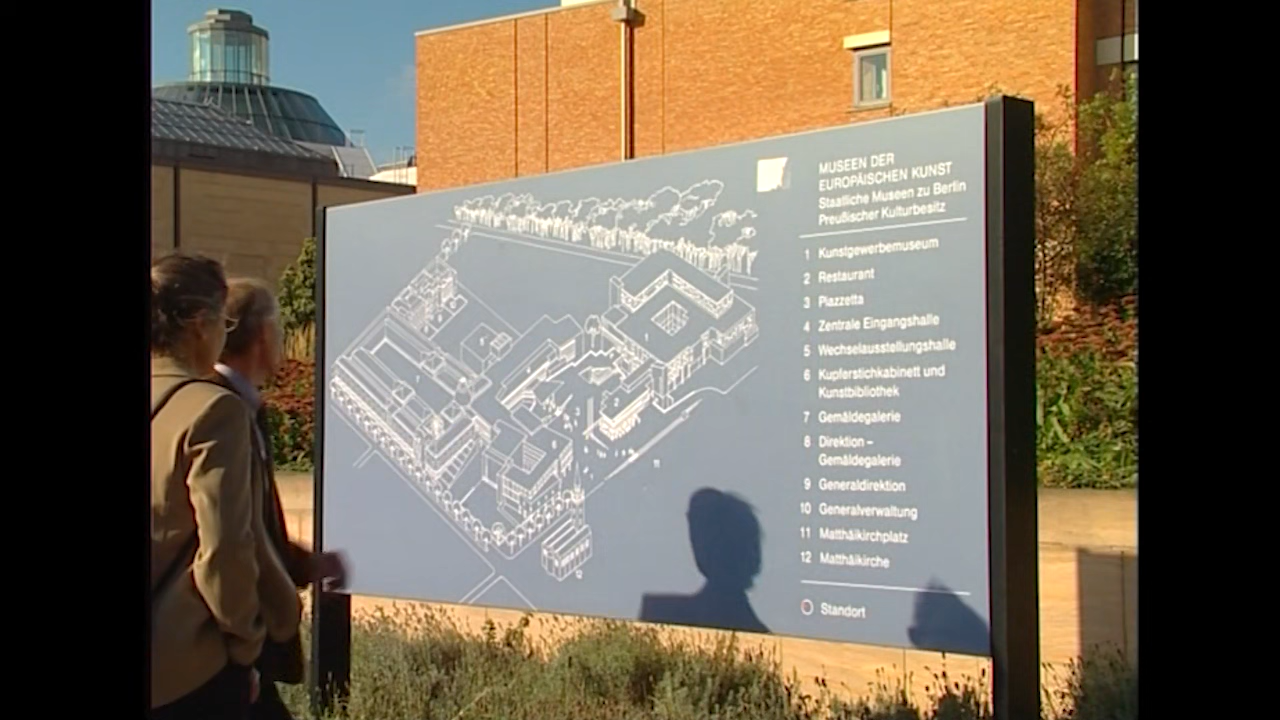 MUSEEN DER
EUROPÄISCHEN KUNST
Staatliche Museen zu Berlin
Preußischer Kulturbesitz
1 Kunstgewerbemuseum
2 Restaurant
3 Piazzetta
4 Zentrale Eingangshalle
5 Wechselausstellungshalle
6 Kupferstichkabinett und
Kunstbibliothek
7 Gemäldegalerie
8 Direktion –
Gemäldegalerie
9 Generaldirektion
10 Generalverwaltung
11 Matthäikirchplatz
12 Matthäikirche
Standort